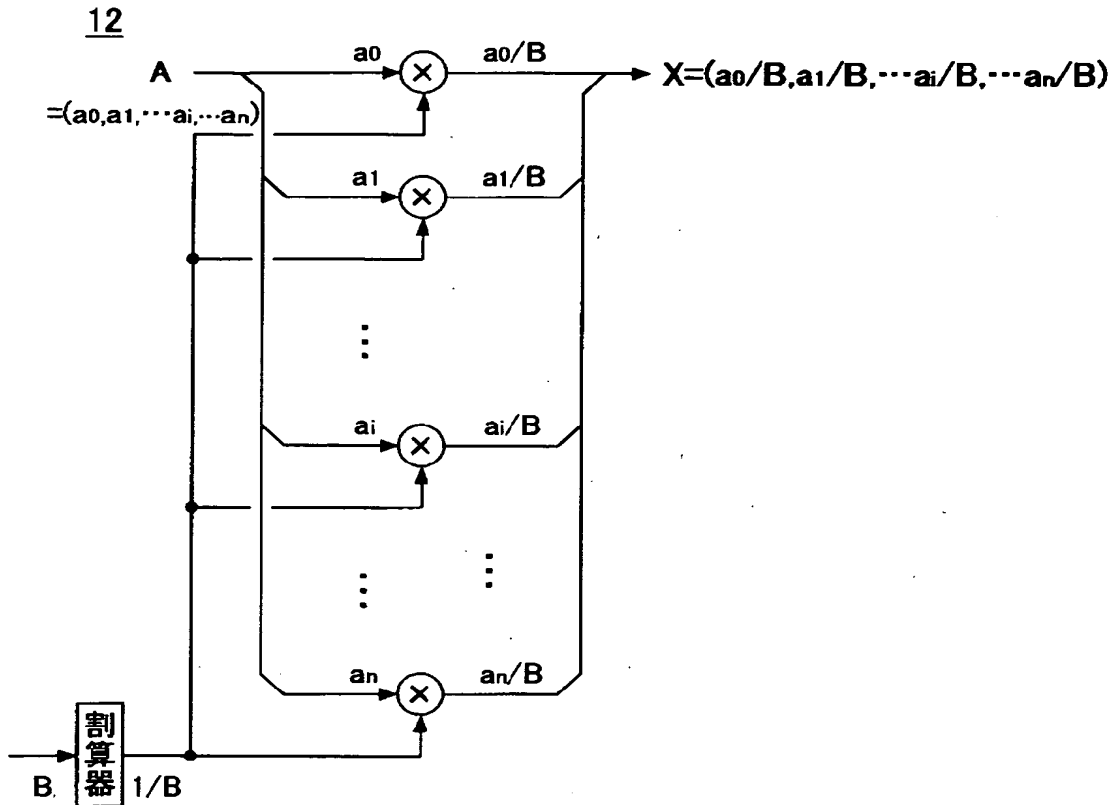 12
A
=(a0,a1,⋯ai,⋯an)
a0
×
a0/B
X=(a0/B,a1/B,⋯ai/B,⋯an/B)
a1
×
a1/B
⋮
ai
×
ai/B
⋮
⋮
an
×
an/B
B
割算器
1/B